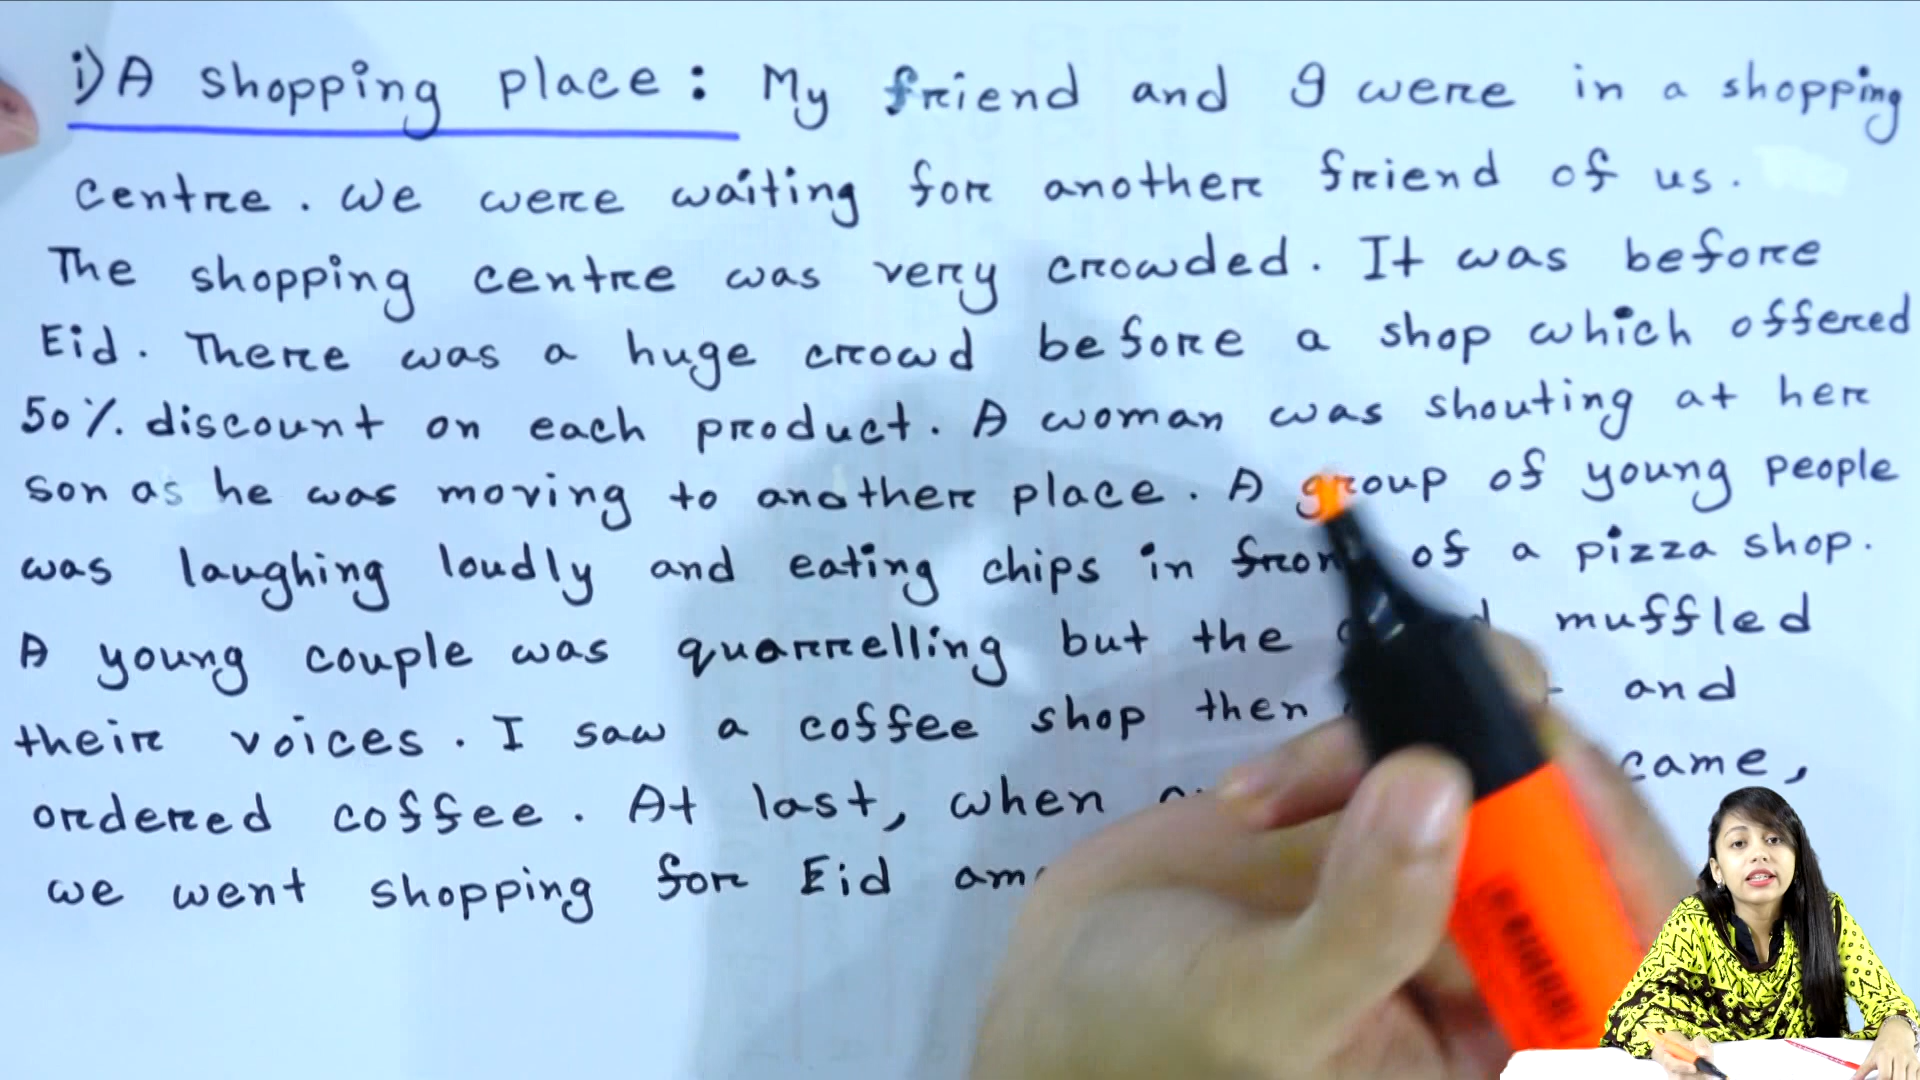 i) A shopping place: My friend and I were in a shopping
centre. We were waiting for another friend of us.
The shopping centre was very crowded. It was before
Eid. There was a huge crowd before a shop which offered
50% discount on each product. A woman was shouting at her
son as he was moving to another place. A group of young people
was laughing loudly and eating chips in front of a pizza shop.
A young couple was quarrelling but the muffled
their voices. I saw a coffee shop then and
ordered coffee. At last, when came,
we went shopping for Eid